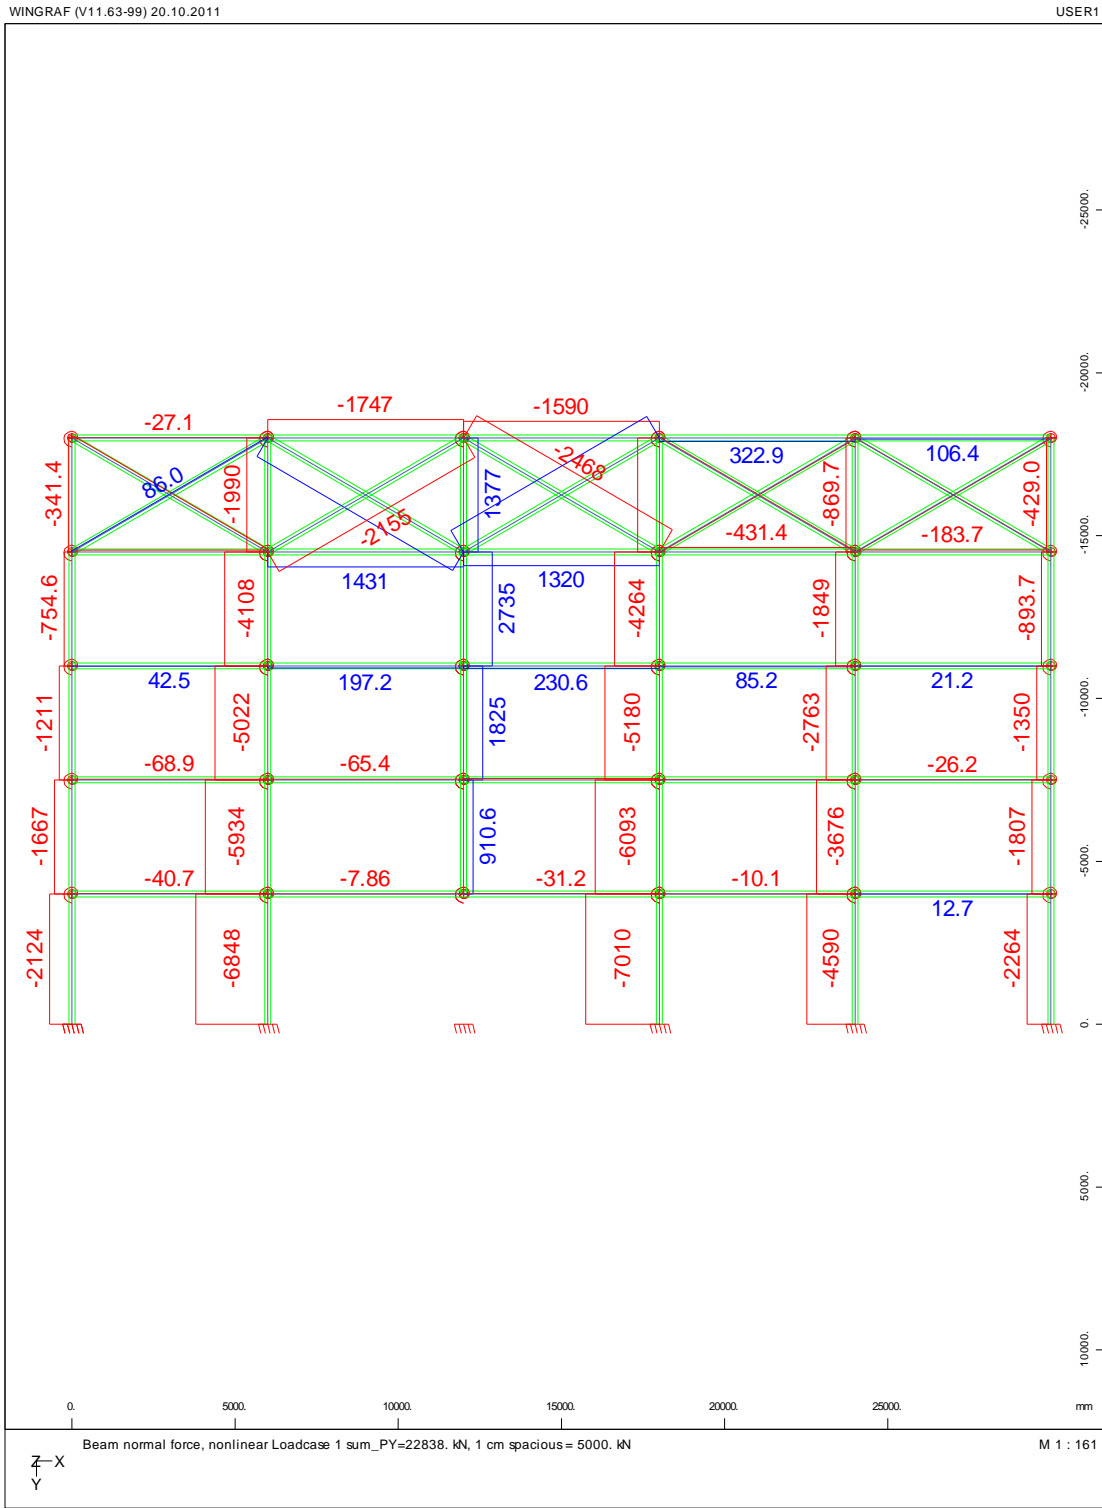 WINGRAF (V11.63-99) 20.10.2011 USER1
-25000.
-20000.
-1747 -1590
-27.1
322.9 106.4
-341.4 86.0 -1990 -2155 1377 -2468 -869.7 -429.0
-431.4 -183.7
-15000.
1431 1320
-754.6 -4108 2735 -4264 -1849 -893.7
42.5 197.2 230.6 85.2 21.2
-10000.
-1211 -5022 1825 -5180 -2763 -1350
-68.9 -65.4 -26.2
-1667 -5934 910.6 -6093 -3676 -1807
-5000.
-40.7 -7.86 -31.2 -10.1
12.7
-2124 -6848 -7010 -4590 -2264
0.
5000.
10000.
0. 5000. 10000. 15000. 20000. 25000. mm
Beam normal force, nonlinear Loadcase 1 sum_PY=22838. kN, 1 cm spacious = 5000. kN M 1 : 161
Z X
Y